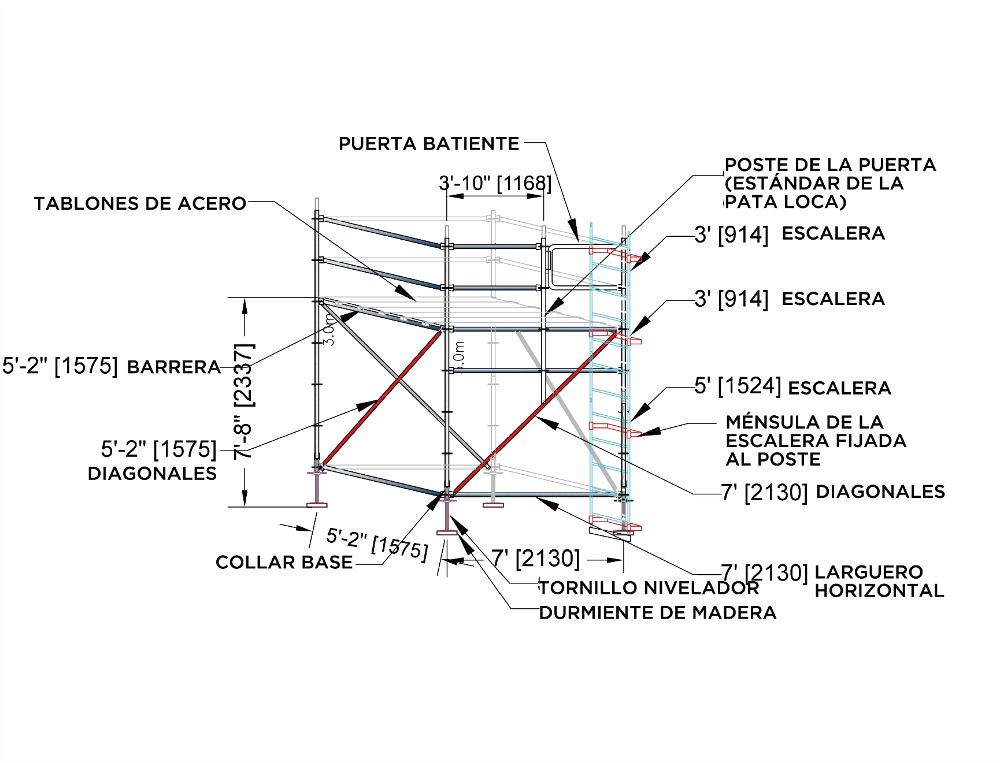 PUERTA BATIENTE
3'-10" [1168]
POSTE DE LA PUERTA
(ESTÁNDAR DE LA
PATA LOCA)
TABLONES DE ACERO
3' [914] ESCALERA
3' [914] ESCALERA
3.0m
.0m
5'-2" [1575] BARRERA
7'-8" [2337]
5' [1524] ESCALERA
MÉNSULA DE LA
ESCALERA FIJADA
AL POSTE
5'-2" [1575]
DIAGONALES
7' [2130] DIAGONALES
5'-2" [1575]
COLLAR BASE
7' [2130]
7' [2130] LARGUERO
HORIZONTAL
TORNILLO NIVELADOR
DURMIENTE DE MADERA